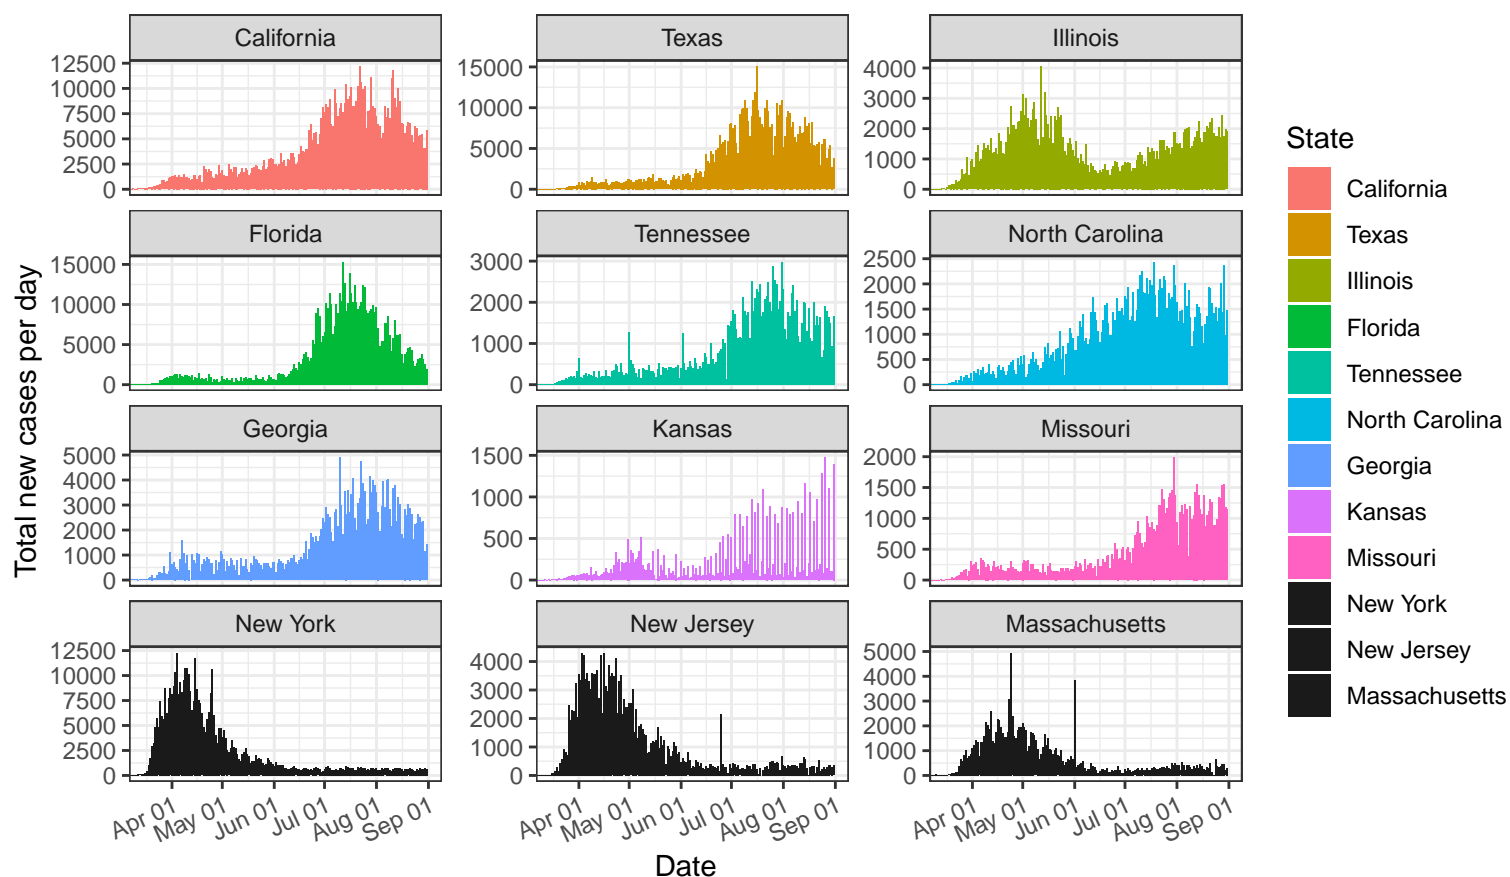 California
Texas
Illinois
12500
10000
7500
5000
2500
0
15000
10000
5000
0
4000
3000
2000
1000
0
Florida
Tennessee
North Carolina
15000
10000
5000
0
3000
2000
1000
0
2500
2000
1500
1000
500
0
Georgia
Kansas
Missouri
5000
4000
3000
2000
1000
0
1500
1000
500
0
2000
1500
1000
500
0
New York
New Jersey
Massachusetts
12500
10000
7500
5000
2500
0
4000
3000
2000
1000
0
5000
4000
3000
2000
1000
0
Apr 01
May 01
Jun 01
Jul 01
Aug 01
Sep 01
Apr 01
May 01
Jun 01
Jul 01
Aug 01
Sep 01
Apr 01
May 01
Jun 01
Jul 01
Aug 01
Sep 01
Date
Total new cases per day
State
California
Texas
Illinois
Florida
Tennessee
North Carolina
Georgia
Kansas
Missouri
New York
New Jersey
Massachusetts